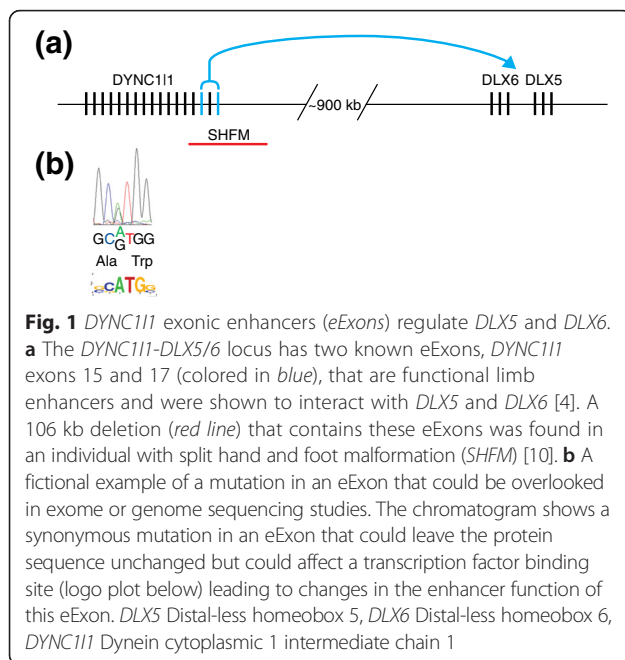 (a)
DYNC1I1
DLX6 DLX5
~900 kb
SHFM
(b)
A
GC TGG
G
Ala Trp
cATG
Fig. 1 DYNC1I1 exonic enhancers (eExons) regulate DLX5 and DLX6.
a The DYNC1I1-DLX5/6 locus has two known eExons, DYNC1I1
exons 15 and 17 (colored in blue), that are functional limb
enhancers and were shown to interact with DLX5 and DLX6 [4]. A
106 kb deletion (red line) that contains these eExons was found in
an individual with split hand and foot malformation (SHFM) [10]. b A
fictional example of a mutation in an eExon that could be overlooked
in exome or genome sequencing studies. The chromatogram shows a
synonymous mutation in an eExon that could leave the protein
sequence unchanged but could affect a transcription factor binding
site (logo plot below) leading to changes in the enhancer function of
this eExon. DLX5 Distal-less homeobox 5, DLX6 Distal-less homeobox 6,
DYNC1I1 Dynein cytoplasmic 1 intermediate chain 1